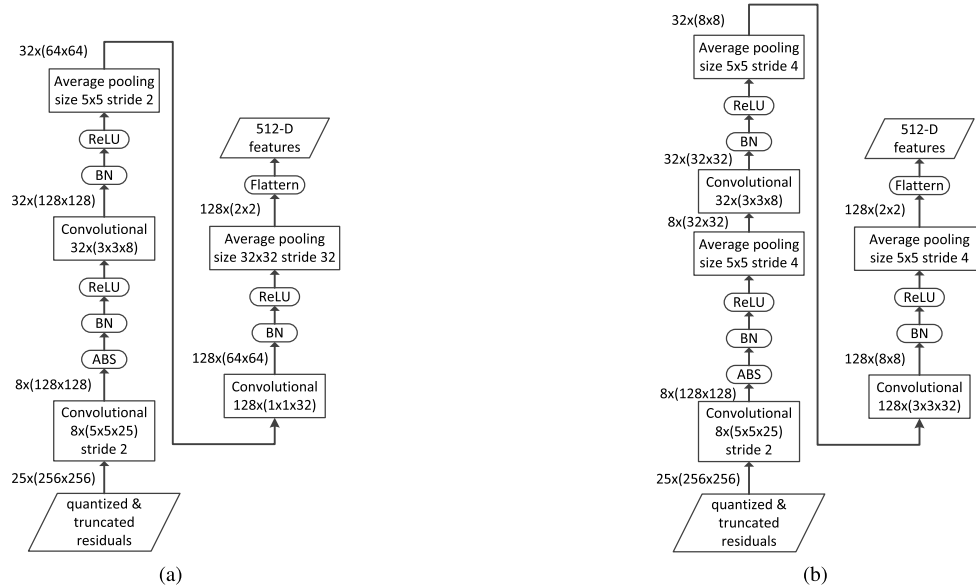 32x(64x64)
Average pooling
size 5x5 stride 2
ReLU
BN
32x(128x128)
Convolutional
32x(3x3x8)
ReLU
BN
ABS
8x(128x128)
Convolutional
8x(5x5x25)
stride 2
25x(256x256)
quantized &
truncated
residuals
512-D
features
Flattern
128x(2x2)
Average pooling
size 32x32 stride 32
ReLU
BN
128x(64x64)
Convolutional
128x(1x1x32)
(a)
32x(8x8)
Average pooling
size 5x5 stride 4
ReLU
BN
32x(32x32)
Convolutional
32x(3x3x8)
8x(32x32)
Average pooling
size 5x5 stride 4
ReLU
BN
ABS
8x(128x128)
Convolutional
8x(5x5x25)
stride 2
25x(256x256)
quantized &
truncated
residuals
512-D
features
Flattern
128x(2x2)
Average pooling
size 5x5 stride 4
ReLU
BN
128x(8x8)
Convolutional
128x(3x3x32)
(b)